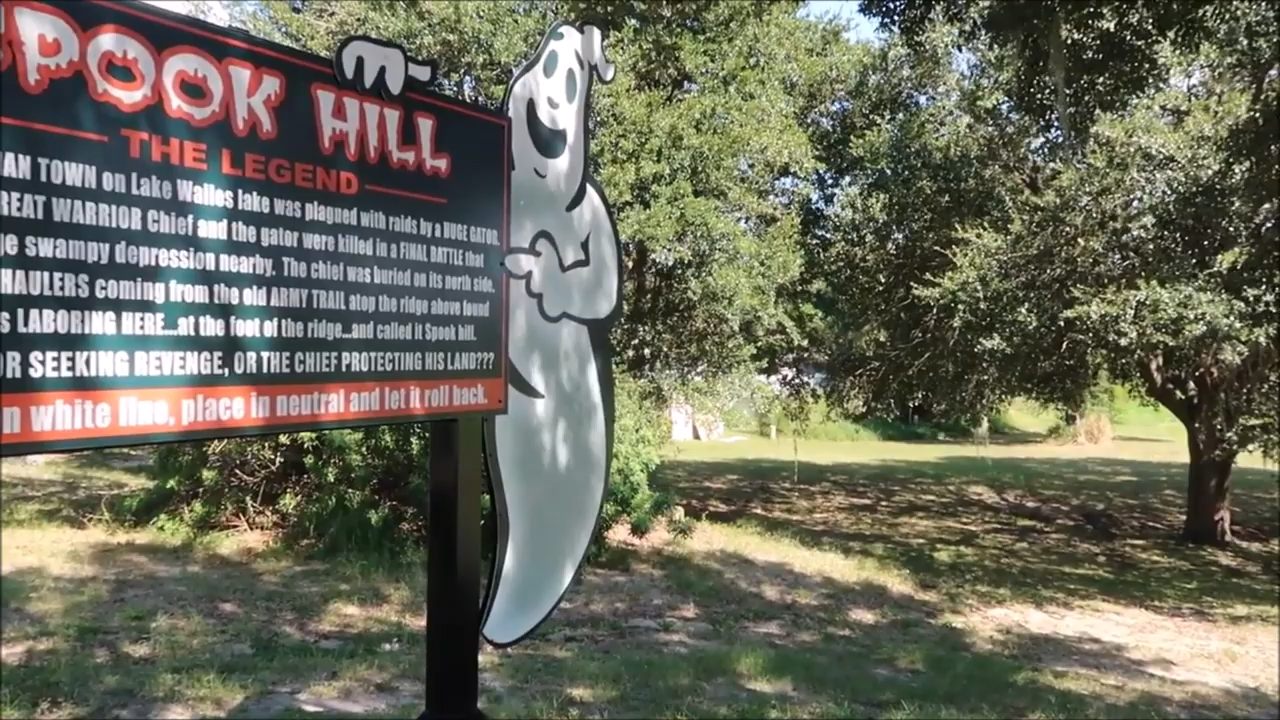 SPOOK HILL
THE LEGEND
IAN TOWN on Lake Wailes lake was plagued with raids by a HUGE GATOR.
REAT WARRIOR Chief and the gator were killed in a FINAL BATTLE that
ge swampy depression nearby. The chief was buried on its north side.
HAULERS coming from the old ARMY TRAIL atop the ridge above found
s LABORING HERE...at the foot of the ridge...and called it Spook hill.
OR SEEKING REVENGE, OR THE CHIEF PROTECTING HIS LAND???
n white line, place in neutral and let it roll back.